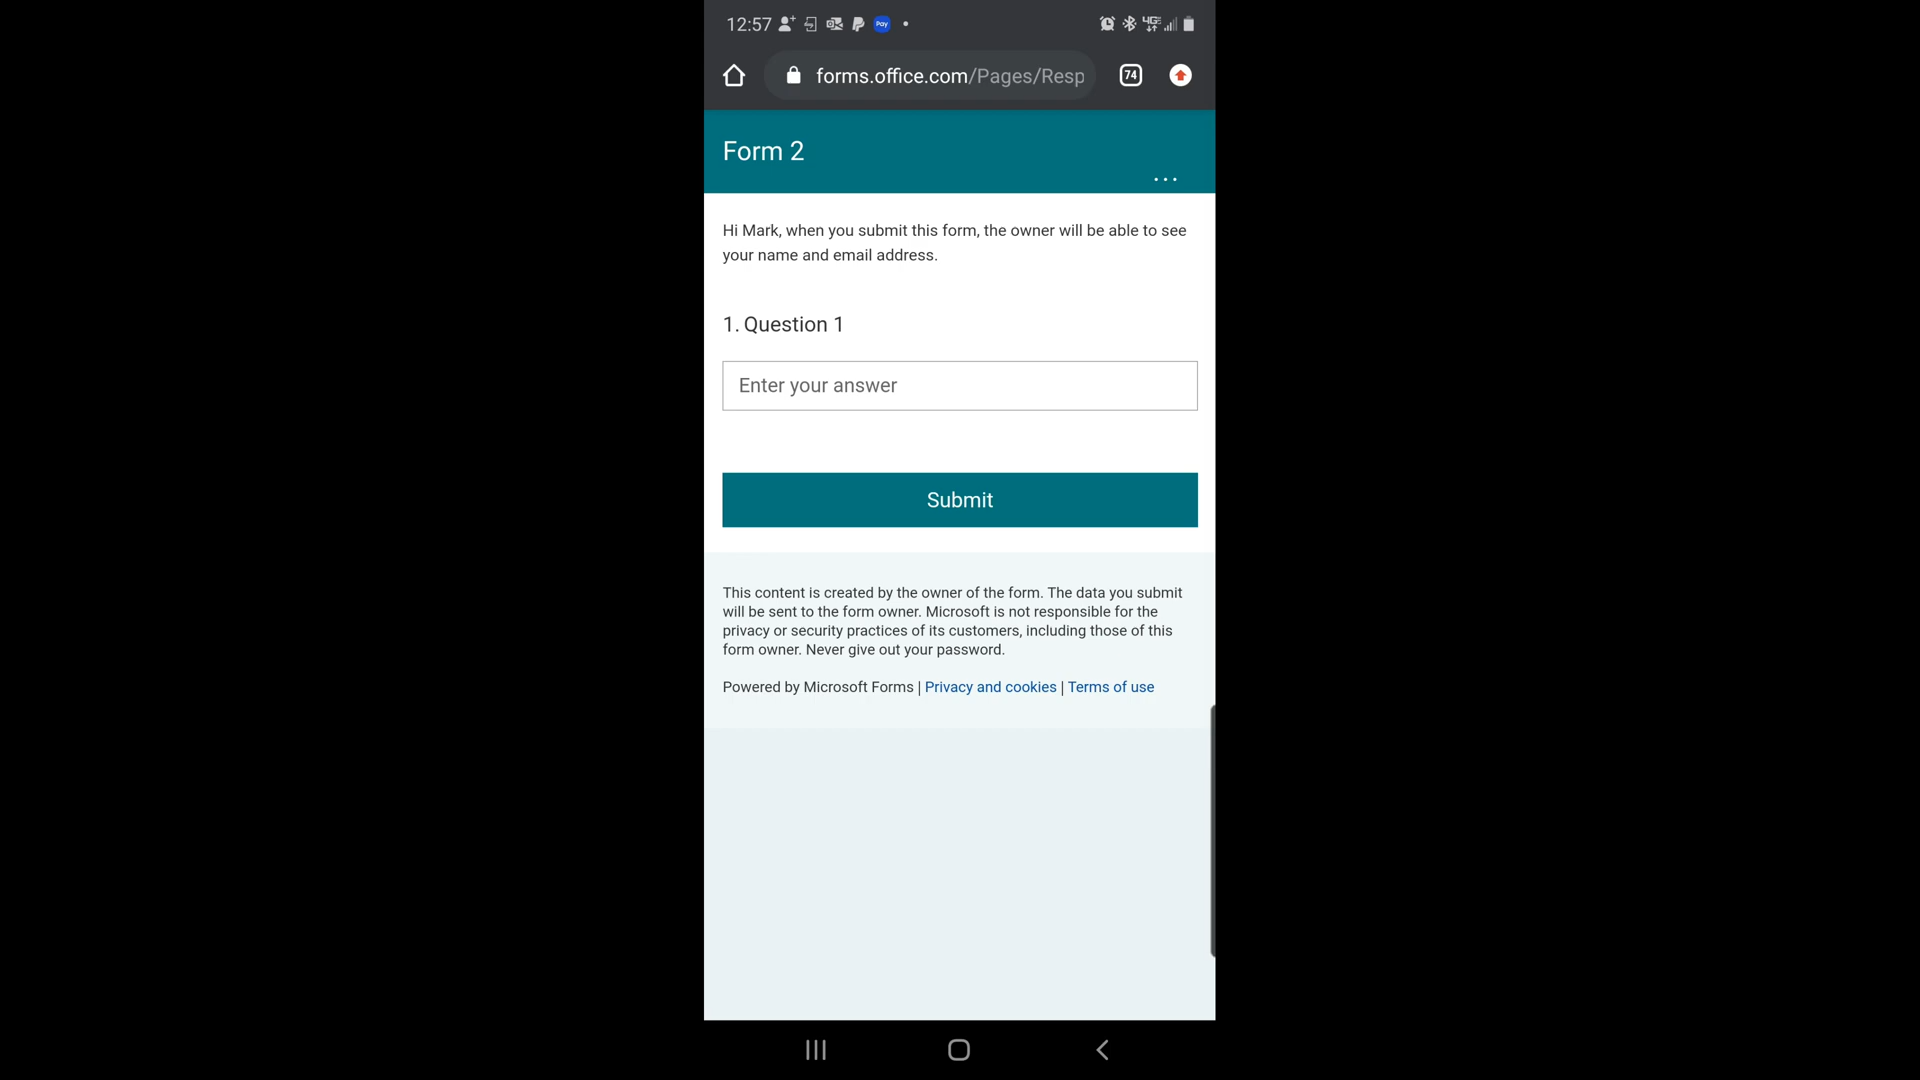 12:57
Pay
4G
forms.office.com/Pages/Resp
74
Form 2
...
Hi Mark, when you submit this form, the owner will be able to see
your name and email address.
1. Question 1
Enter your answer
Submit
This content is created by the owner of the form. The data you submit
will be sent to the form owner. Microsoft is not responsible for the
privacy or security practices of its customers, including those of this
form owner. Never give out your password.
Powered by Microsoft Forms | Privacy and cookies | Terms of use